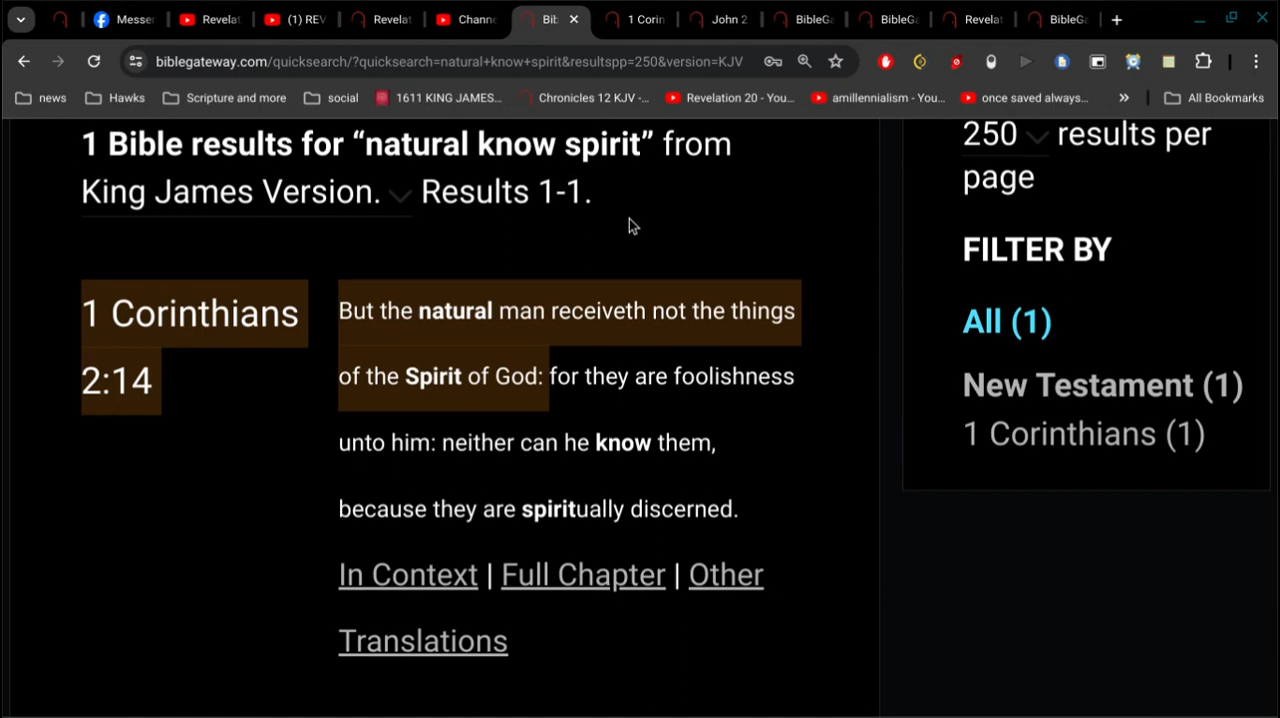 Messen
Revelat
(1) REV
Revelat
Channe
Bib
1 Corin
John 2
BibleGa
BibleGa
Revelat
BibleGa
biblegateway.com/quicksearch/?quicksearch=natural+know+spirit&resultspp=250&version=KJV
news
Hawks
Scripture and more
social
1611 KING JAMES...
Chronicles 12 KJV -...
Revelation 20 - You...
amillennialism - You...
once saved always...
»
All Bookmarks
1 Bible results for “natural know spirit” from
King James Version. Results 1-1.
1 Corinthians
2:14
But the natural man receiveth not the things
of the Spirit of God: for they are foolishness
unto him: neither can he know them,
because they are spiritually discerned.
In Context | Full Chapter | Other
Translations
250 results per
page
FILTER BY
All (1)
New Testament (1)
1 Corinthians (1)